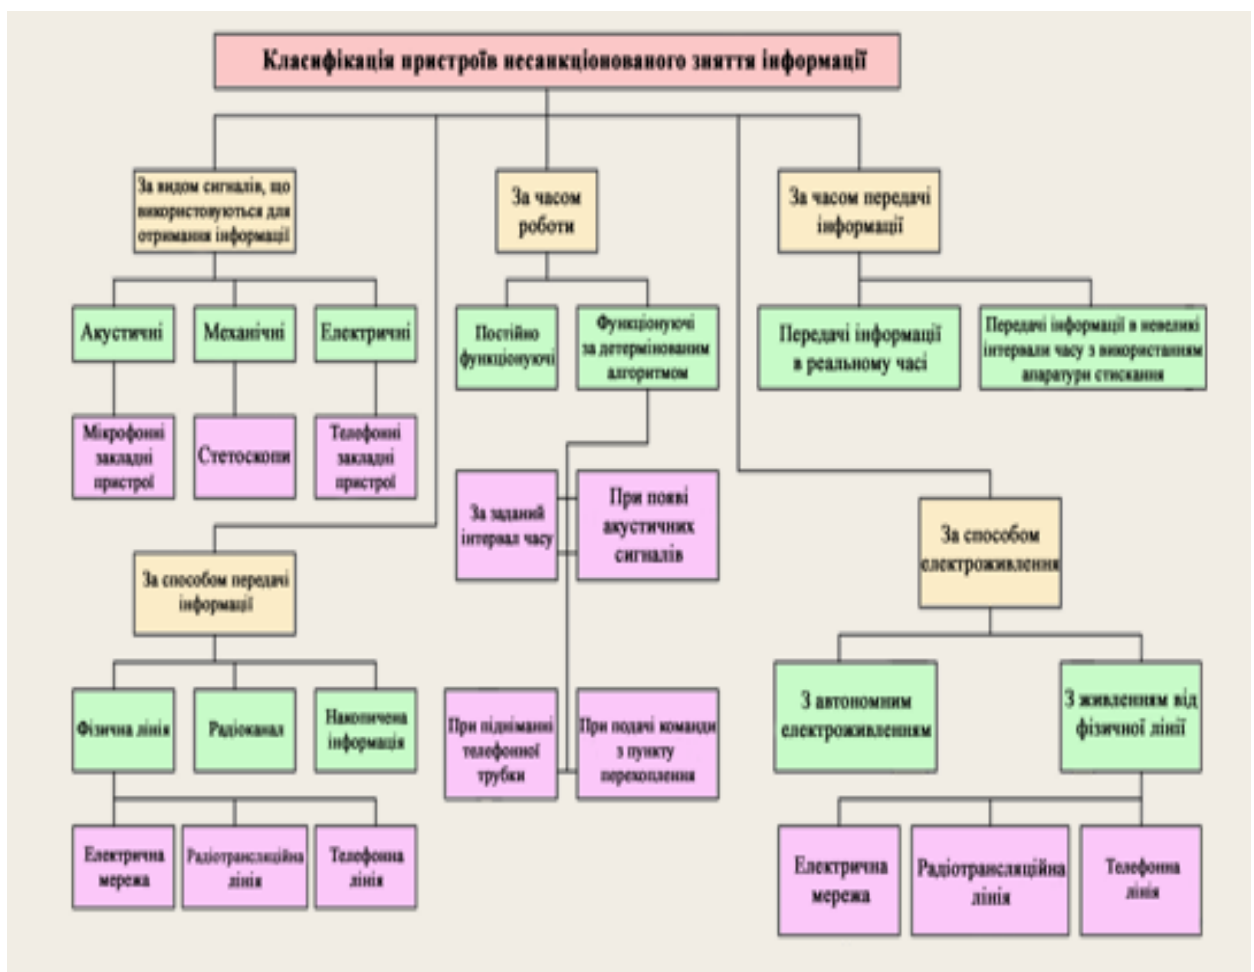 Класифікація пристроїв несанкціонованого зняття інформації
За видом сигналів, що
використовуються для
отримання інформації
За часом
роботи
За часом передачі
інформації
Акустичні
Механічні
Електричні
Постійно
функціонуючі
Функціонуючі
за детермінованим
алгоритмом
Передачі інформації
в реальному часі
Передачі інформації в невеликі
інтервали часу з використанням
апаратури стискання
Мікрофонні
закладні
пристрої
Стетоскопи
Телефонні
закладні
пристрої
За заданий
інтервал часу
При появі
акустичних
сигналів
За способом
електроживлення
За способом передачі
інформації
Фізична лінія
Радіоканал
Накопичена
інформація
При підніманні
телефонної
трубки
При подачі команди
з пункту
перехоплення
З автономним
електроживленням
З живленням від
фізичної лінії
Електрична
мережа
Радіотрансляційна
лінія
Телефонна
лінія
Електрична
мережа
Радіотрансляційна
лінія
Телефонна
лінія